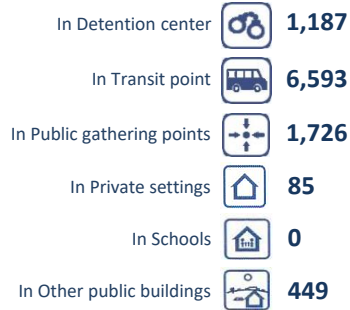 In Detention center 1,187
In Transit point 6,593
In Public gathering points 1,726
In Private settings 85
In Schools 0
In Other public buildings 449